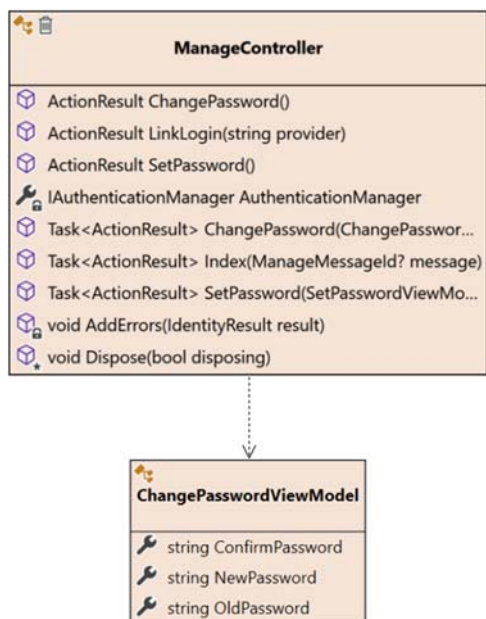 ManageController
ActionResult ChangePassword()
ActionResult LinkLogin(string provider)
ActionResult SetPassword()
IAuthenticationManager AuthenticationManager
Task<ActionResult> ChangePassword(ChangePasswor...
Task<ActionResult> Index(ManageMessageId? message)
Task<ActionResult> SetPassword(SetPasswordViewMo...
void AddErrors(IdentityResult result)
void Dispose(bool disposing)
ChangePasswordViewModel
string ConfirmPassword
string NewPassword
string OldPassword